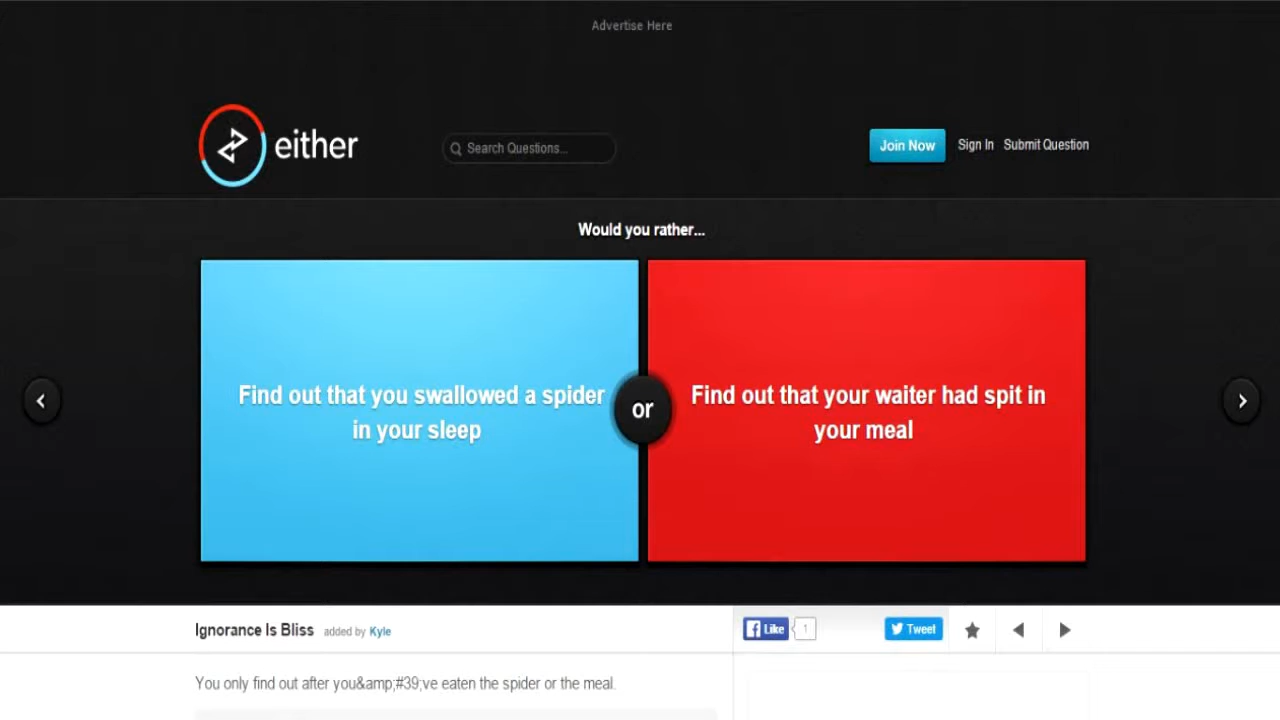 Advertise Here
either
Search Questions...
Join Now Sign In Submit Question
Would you rather...
Find out that you swallowed a spider
in your sleep
or
Find out that your waiter had spit in
your meal
Ignorance Is Bliss added by Kyle
Like 1 Tweet
You only find out after you&amp;#39;ve eaten the spider or the meal.